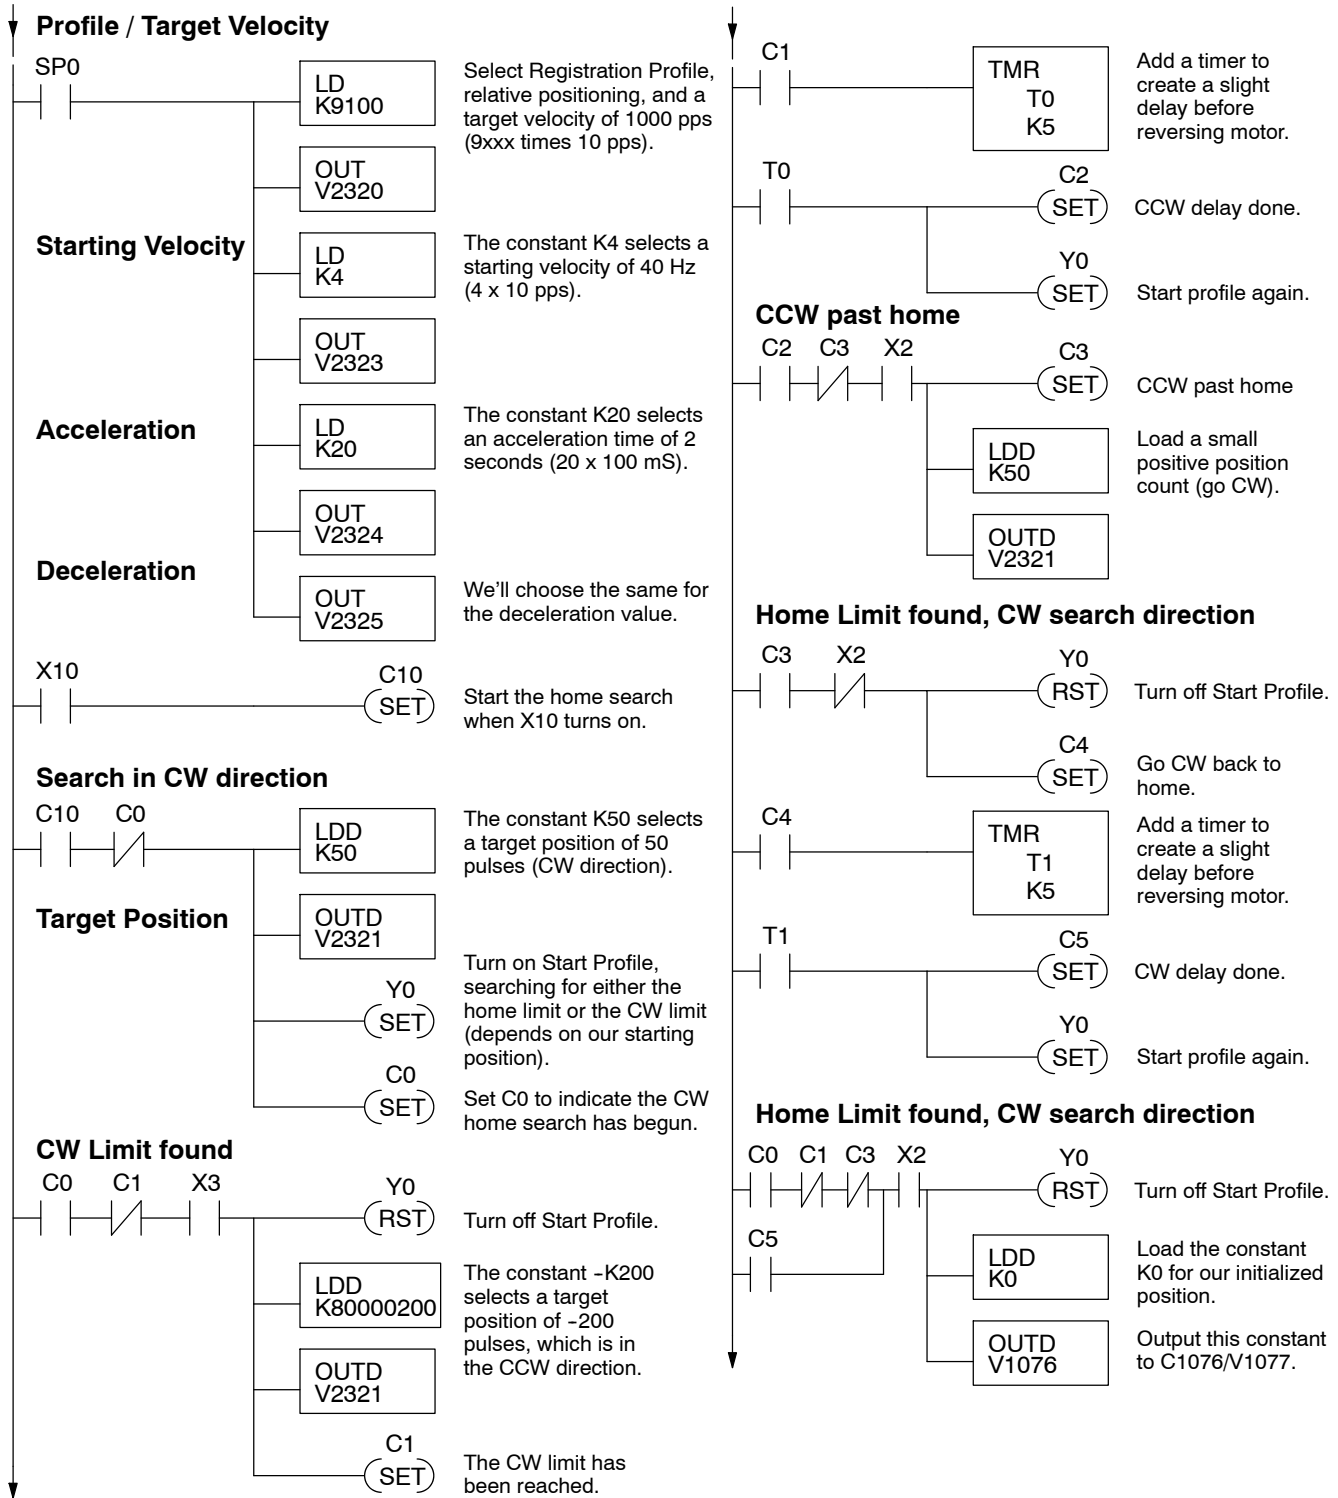 Profile / Target Velocity
SP0
LD
K9100
Select Registration Profile,
relative positioning, and a
target velocity of 1000 pps
(9xxx times 10 pps).
OUT
V2320
Starting Velocity
LD
K4
The constant K4 selects a
starting velocity of 40 Hz
(4 x 10 pps).
OUT
V2323
Acceleration
LD
K20
The constant K20 selects
an acceleration time of 2
seconds (20 x 100 mS).
OUT
V2324
Deceleration
OUT
V2325
We'll choose the same for
the deceleration value.
X10
C10
SET
Start the home search
when X10 turns on.
Search in CW direction
C10 C0
LDD
K50
The constant K50 selects
a target position of 50
pulses (CW direction).
Target Position
OUTD
V2321
Y0
SET
Turn on Start Profile,
searching for either the
home limit or the CW limit
(depends on our starting
position).
C0
SET
Set C0 to indicate the CW
home search has begun.
CW Limit found
C0 C1 X3
Y0
RST
Turn off Start Profile.
LDD
K80000200
The constant -K200
selects a target
position of -200
pulses, which is in
the CCW direction.
OUTD
V2321
C1
SET
The CW limit has
been reached.
C1
TMR
T0
K5
Add a timer to
create a slight
delay before
reversing motor.
T0
C2
SET
CCW delay done.
Y0
SET
Start profile again.
CCW past home
C2 C3 X2
C3
SET
CCW past home
LDD
K50
Load a small
positive position
count (go CW).
OUTD
V2321
Home Limit found, CW search direction
C3 X2
Y0
RST
Turn off Start Profile.
C4
SET
Go CW back to
home.
C4
TMR
T1
K5
Add a timer to
create a slight
delay before
reversing motor.
T1
C5
SET
CW delay done.
Y0
SET
Start profile again.
Home Limit found, CW search direction
C0 C1 C3 X2
Y0
RST
Turn off Start Profile.
C5
LDD
K0
Load the constant
K0 for our initialized
position.
OUTD
V1076
Output this constant
to C1076/V1077.